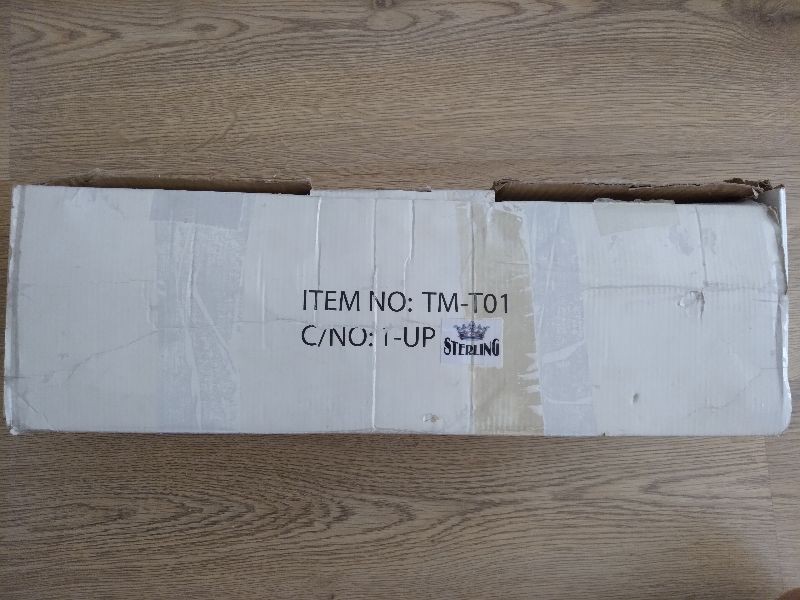 ITEM NO: TM-T01
C/NO: 1-UP
STERLING